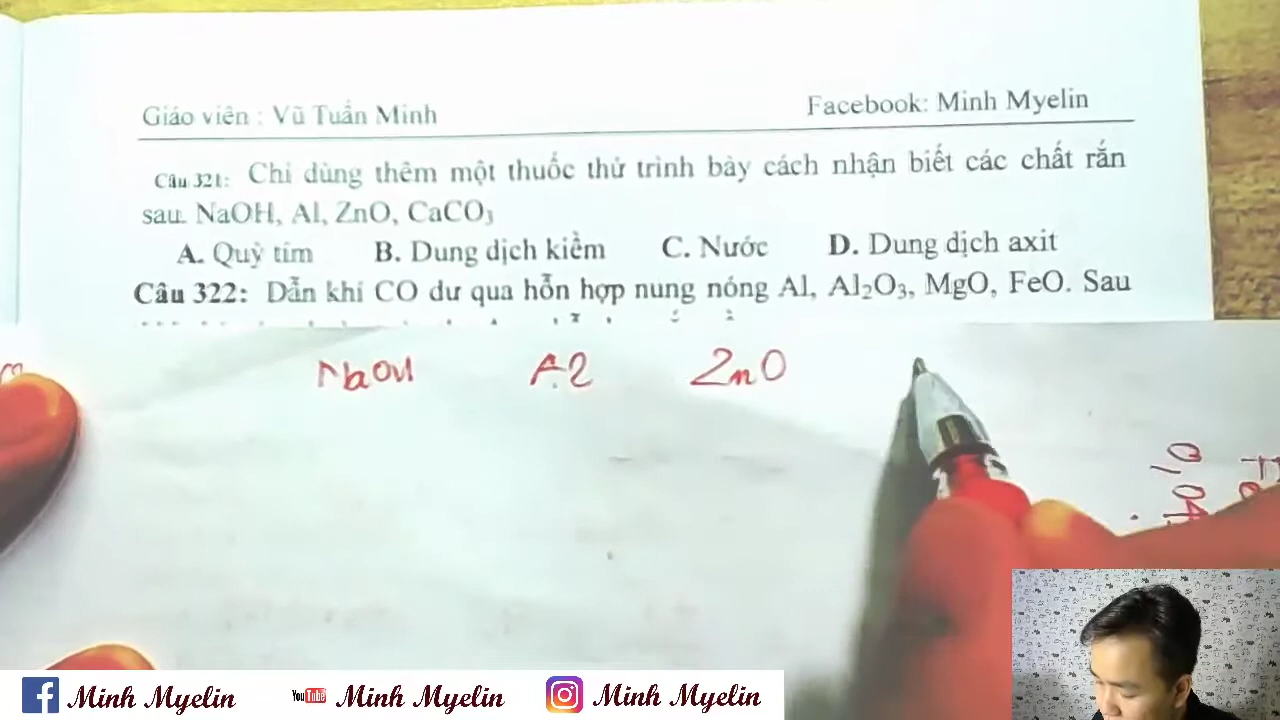 Giáo viên : Vũ Tuấn Minh
Facebook: Minh Myelin
Câu 321: Chỉ dùng thêm một thuốc thử trình bày cách nhận biết các chất rắn
sau. NaOH, Al, ZnO, CaCO₃
A. Quỳ tím B. Dung dịch kiềm C. Nước D. Dung dịch axit
Câu 322: Dẫn khí CO dư qua hỗn hợp nung nóng Al, Al₂O₃, MgO, FeO. Sau
NaOH Al ZnO
0,04
Minh Myelin
YouTube Minh Myelin
Minh Myelin